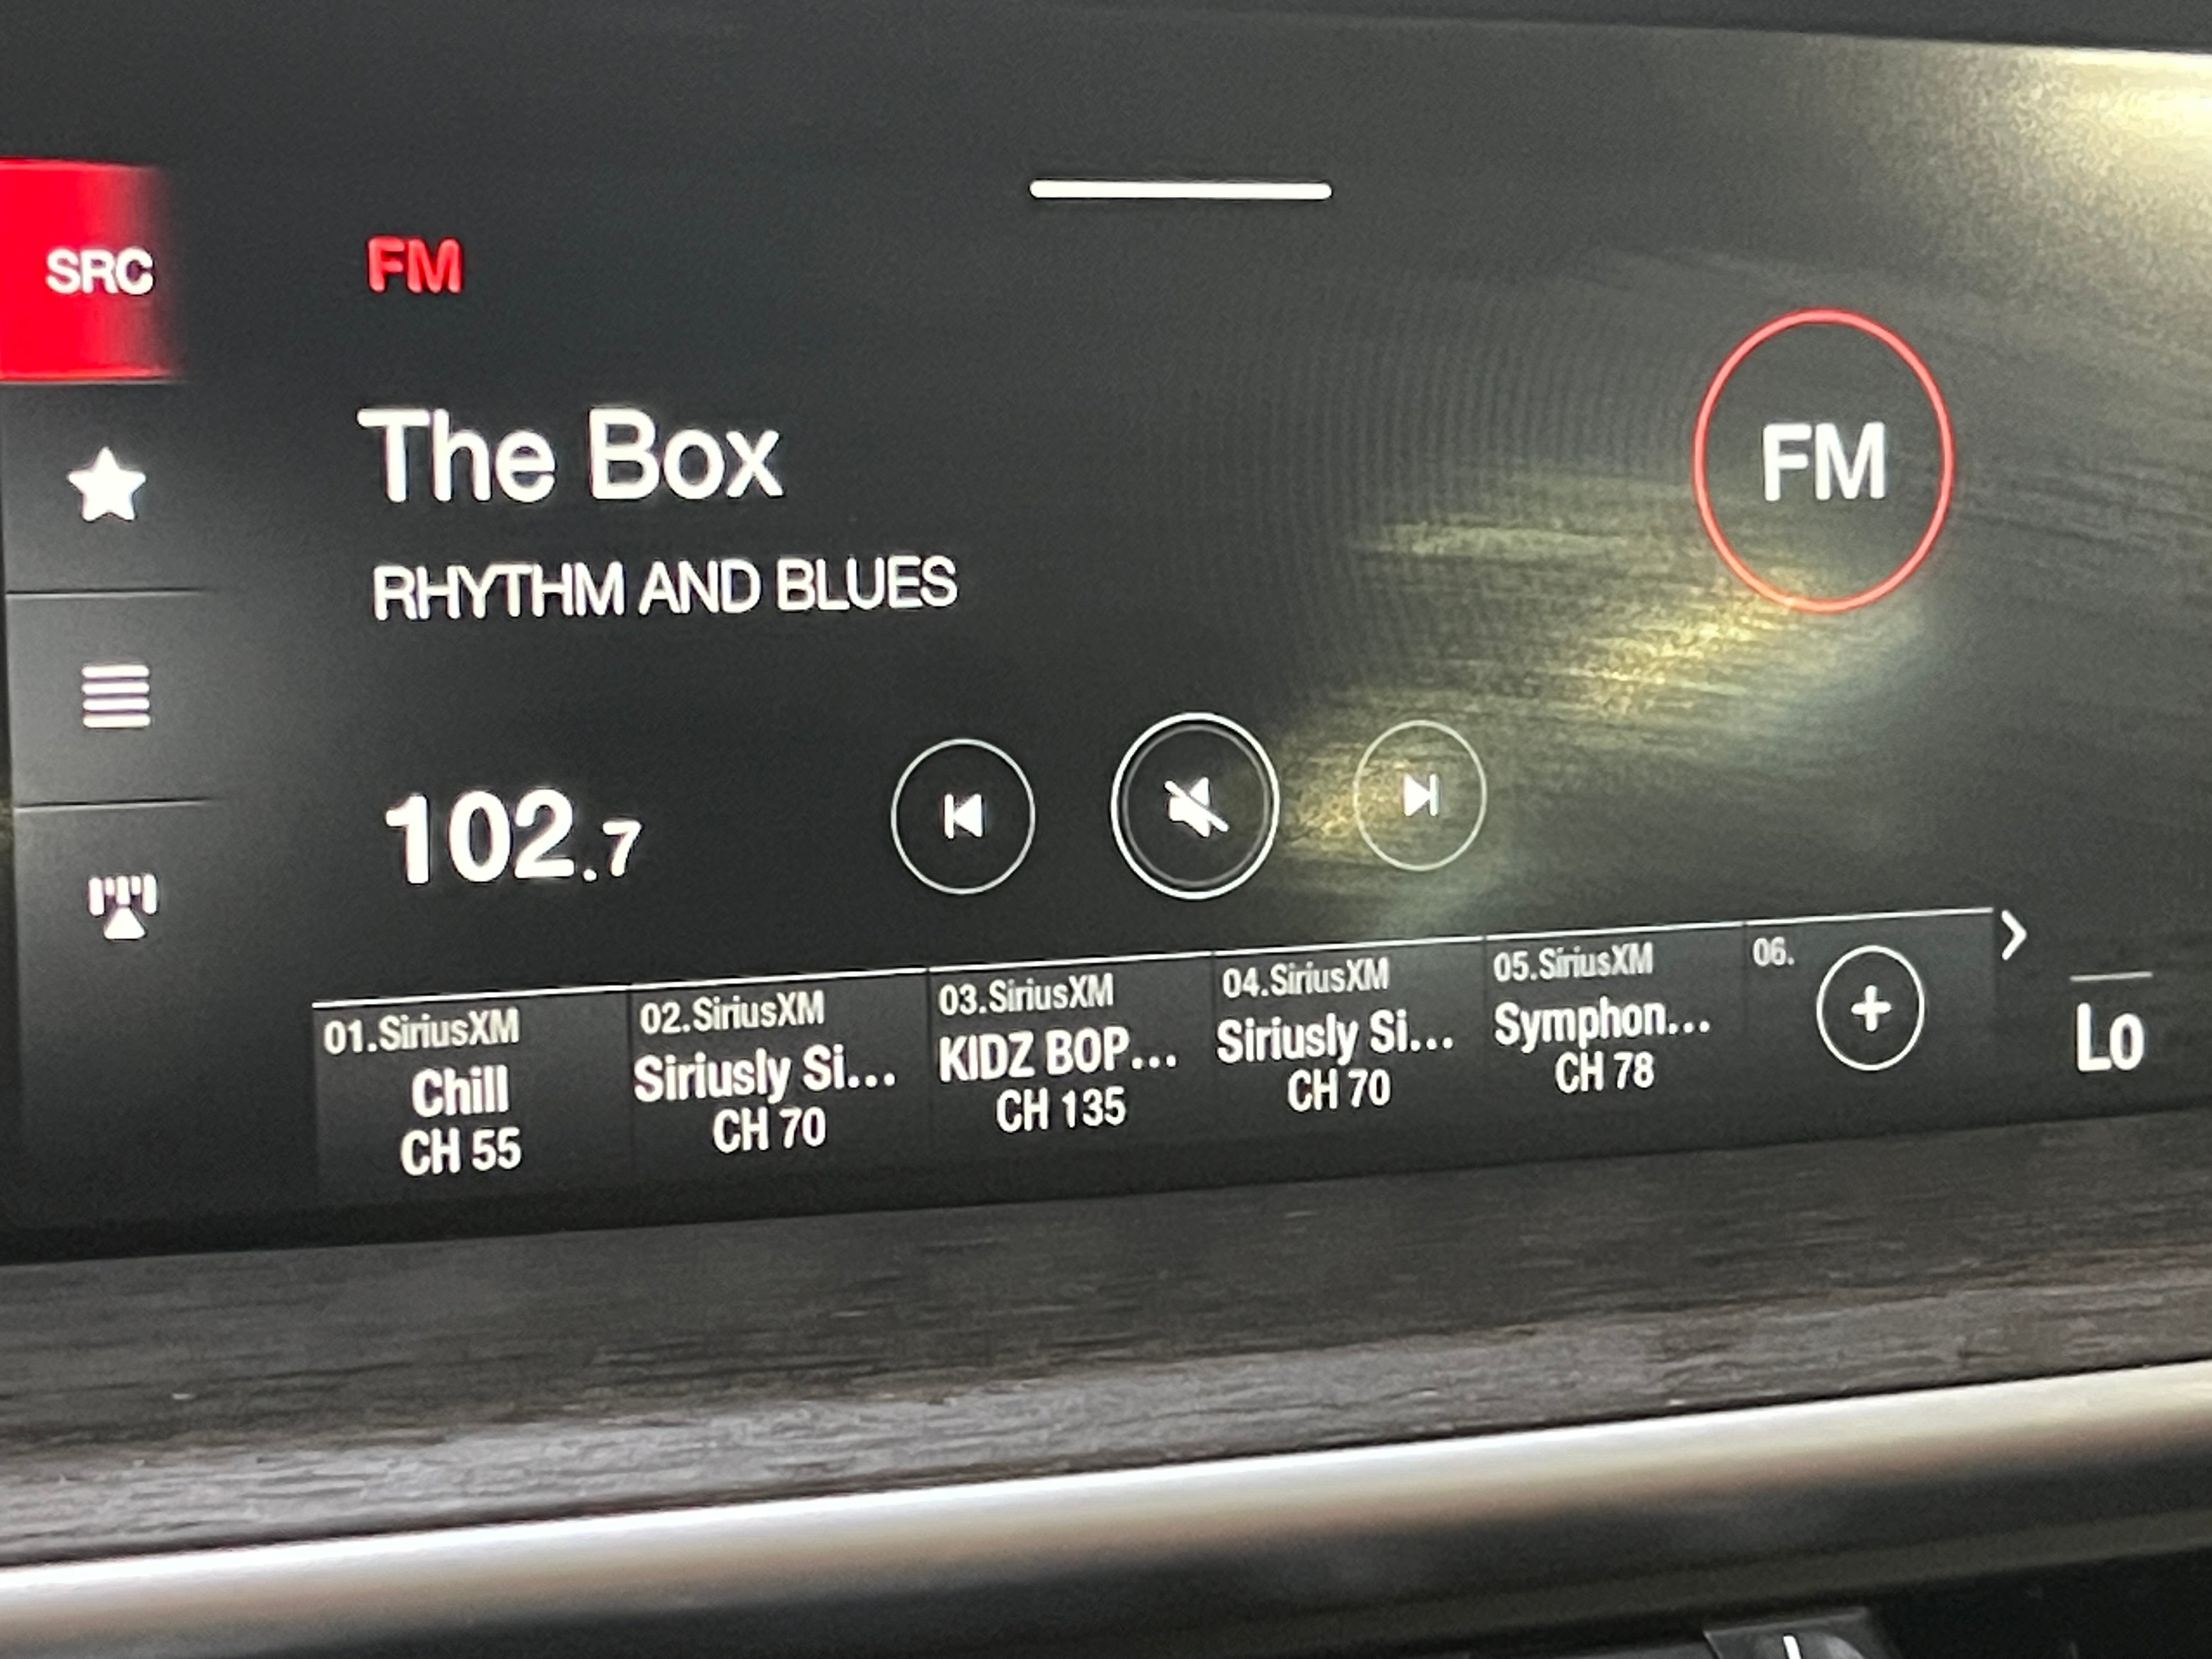 SRC
FM
The Box
RHYTHM AND BLUES
FM
102.7
01.SiriusXM
Chill
CH 55
02.SiriusXM
Siriusly Si...
CH 70
03.SiriusXM
KIDZ BOP...
CH 135
04.SiriusXM
Siriusly Si...
CH 70
05.SiriusXM
Symphon...
CH 78
06.
Lo